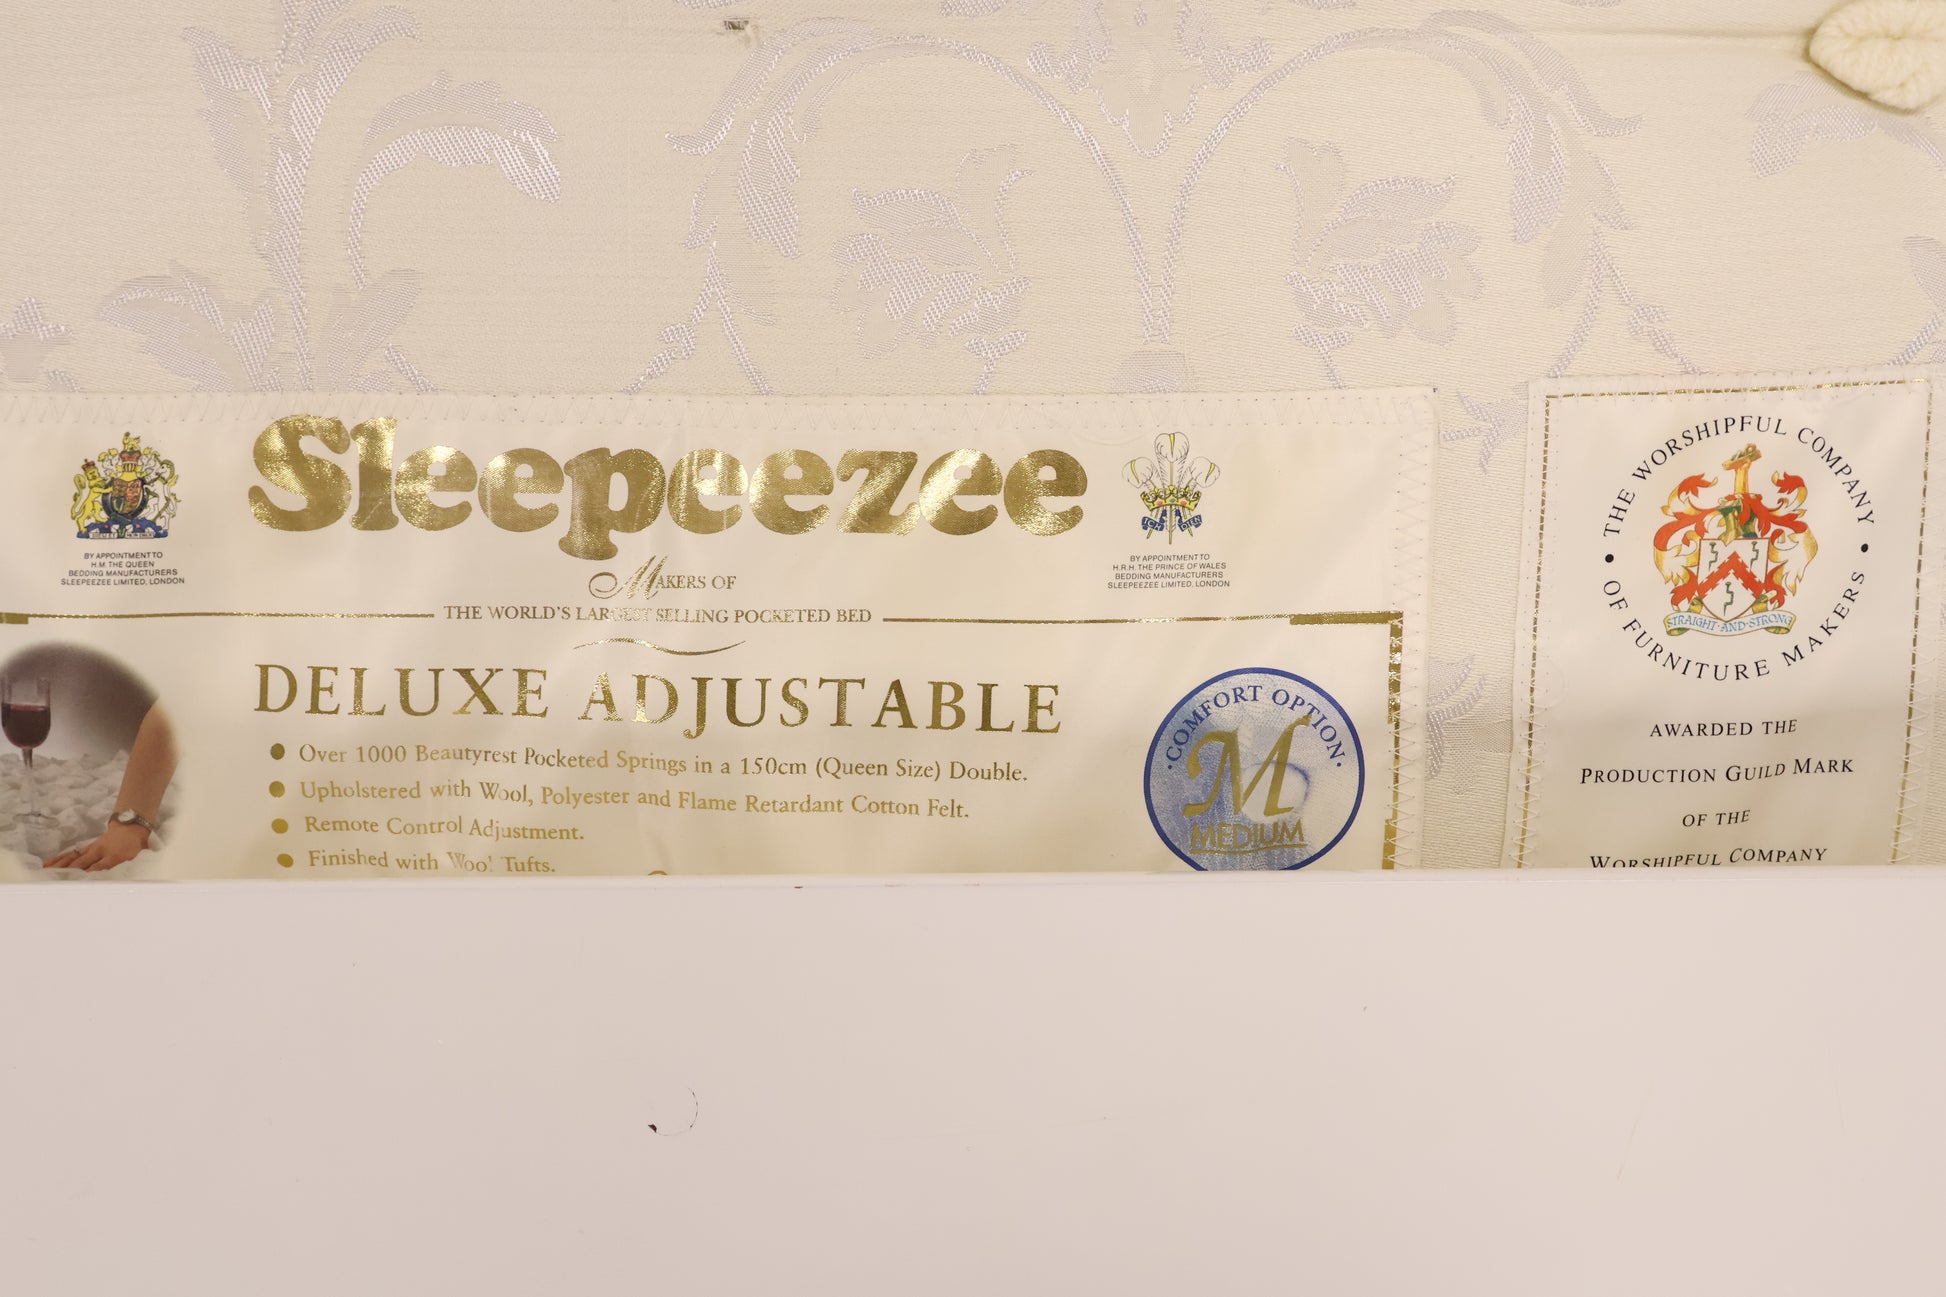 Sleepeezee
BY APPOINTMENT TO
H.M. THE QUEEN
BEDDING MANUFACTURERS
SLEEPEEZEE LIMITED, LONDON
ICH DIEN
BY APPOINTMENT TO
H.R.H. THE PRINCE OF WALES
BEDDING MANUFACTURERS
SLEEPEEZEE LIMITED, LONDON
MAKERS OF
THE WORLD'S LARGEST SELLING POCKETED BED
DELUXE ADJUSTABLE
● Over 1000 Beautyrest Pocketed Springs in a 150cm (Queen Size) Double.
● Upholstered with Wool, Polyester and Flame Retardant Cotton Felt.
● Remote Control Adjustment.
● Finished with Wool Tufts.
· COMFORT OPTION ·
M
MEDIUM
• THE WORSHIPFUL COMPANY •
OF FURNITURE MAKERS
STRAIGHT·AND·STRONG
AWARDED THE
PRODUCTION GUILD MARK
OF THE
WORSHIPFUL COMPANY